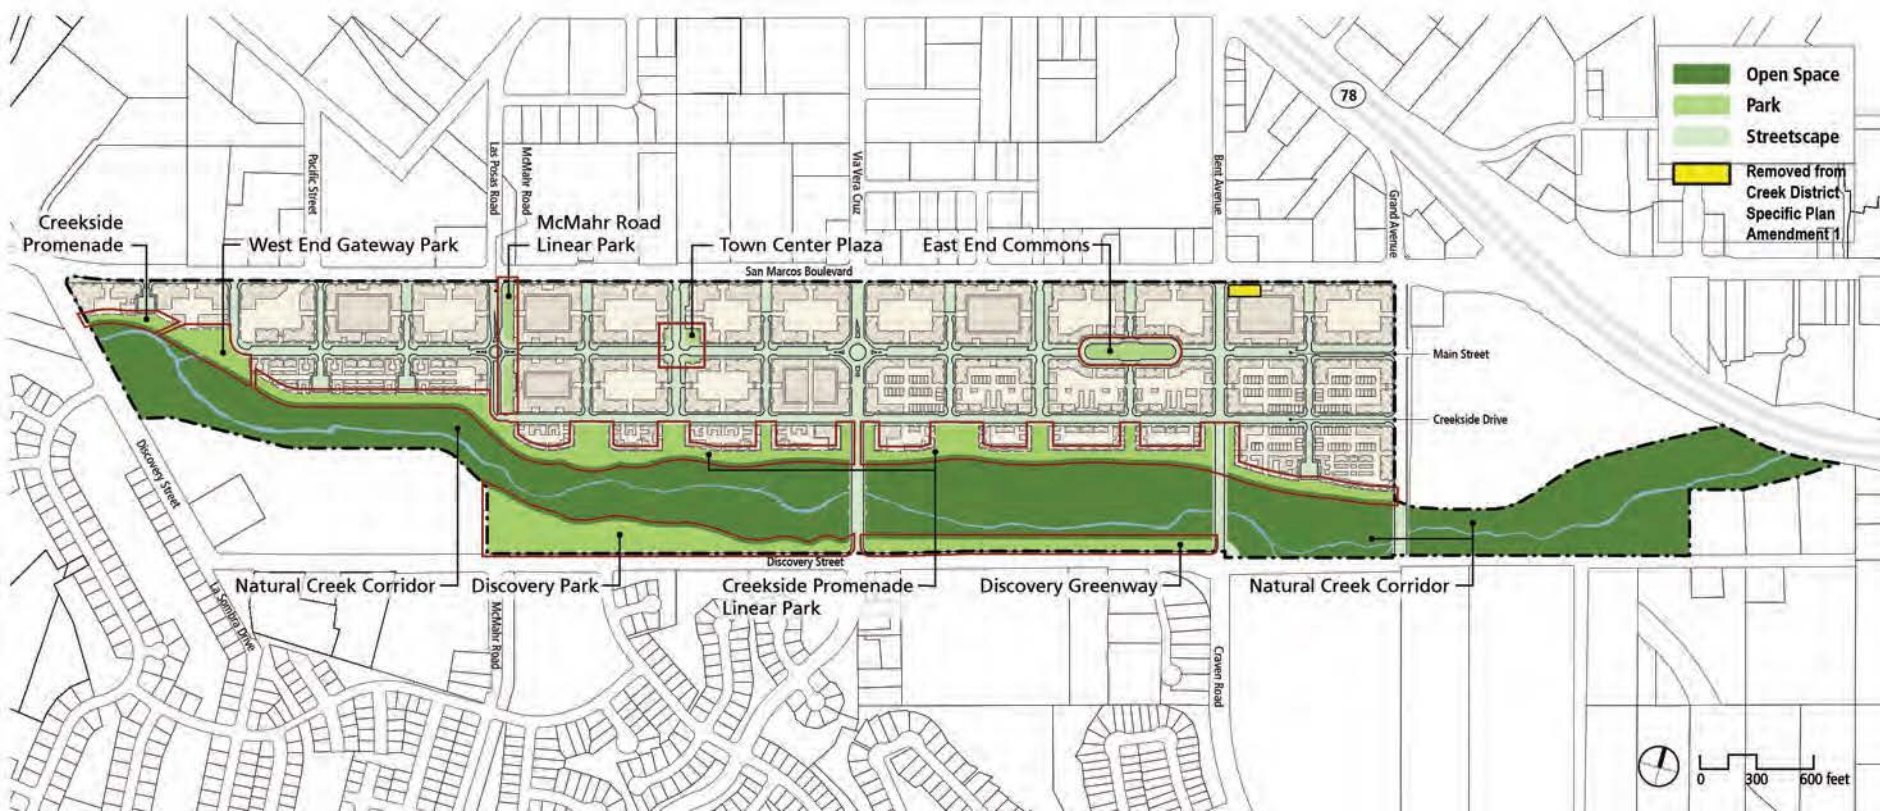 Open Space
Park
Streetscape
Removed from
Creek District
Specific Plan
Amendment 1
78
Pacific Street
Las Posas Road
McMahr Road
Via Vera Cruz
Bent Avenue
Grand Avenue
Creekside
Promenade
West End Gateway Park
McMahr Road
Linear Park
Town Center Plaza
East End Commons
San Marcos Boulevard
Main Street
Creekside Drive
Discovery Street
Discovery Street
Natural Creek Corridor
Discovery Park
Creekside Promenade
Linear Park
Discovery Greenway
Natural Creek Corridor
La Sombra Drive
McMahr Road
Craven Road
0 300 600 feet